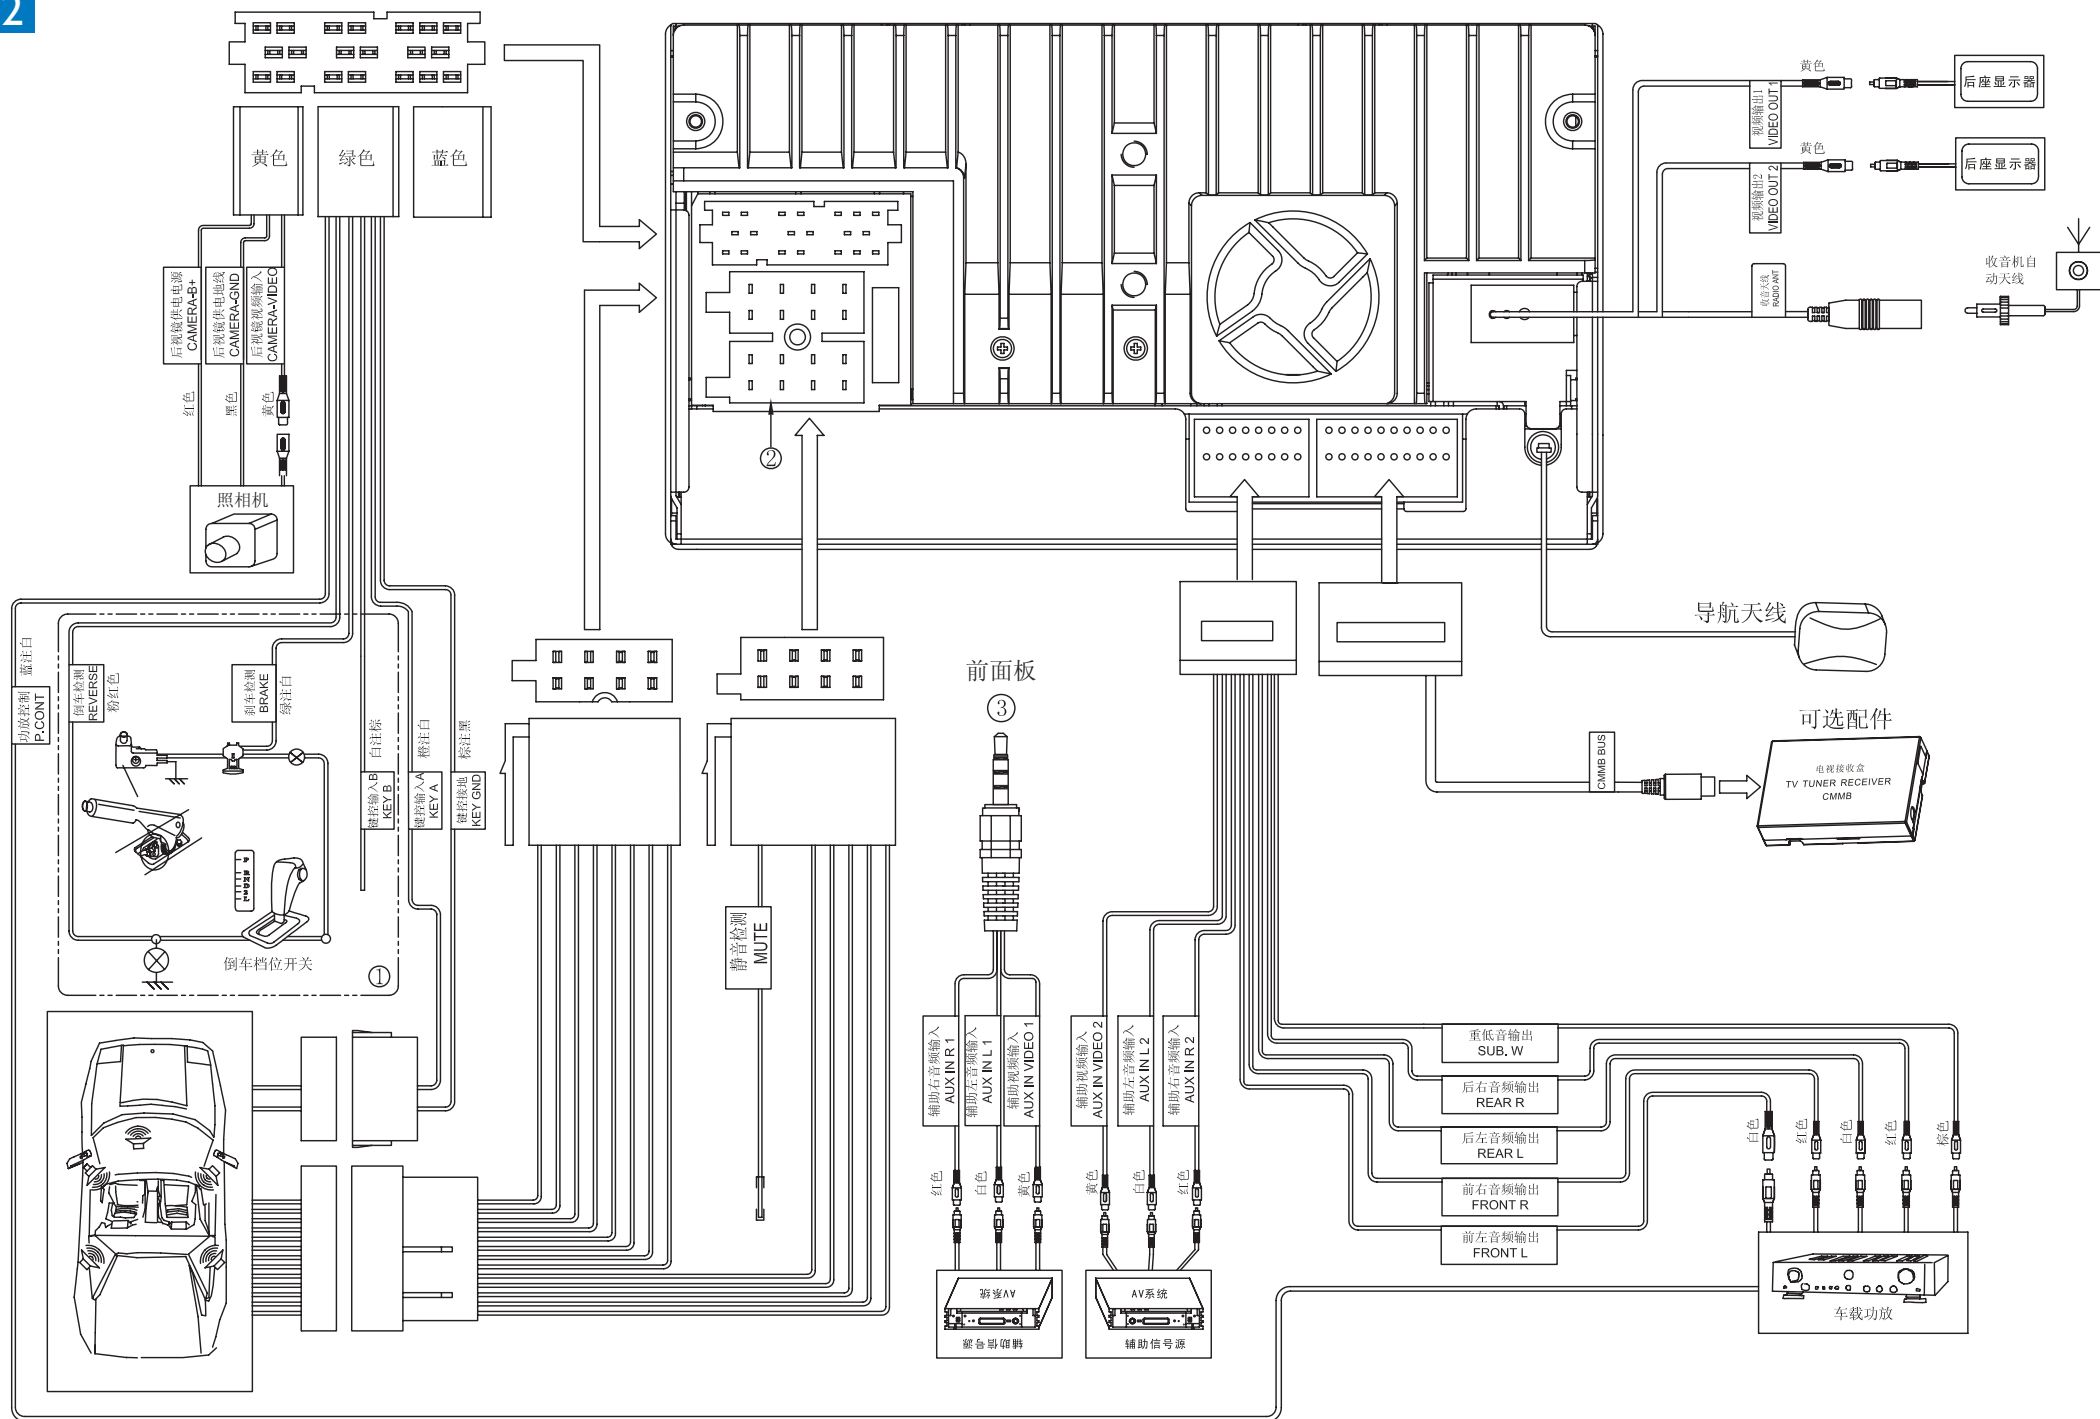 2
黄色
绿色
蓝色
后视镜供电电源
CAMERA-B+
后视镜供电地线
CAMERA-GND
后视镜视频输入
CAMERA-VIDEO
红色
黑色
黄色
照相机
黄色
视频输出1
VIDEO OUT 1
后座显示器
黄色
视频输出2
VIDEO OUT 2
后座显示器
收音天线
RADIO ANT
收音机自
动天线
②
导航天线
可选配件
电视接收盒
TV TUNER RECEIVER
CMMB
CMMB BUS
前面板
③
蓝注白
功放控制
P.CONT
倒车检测
REVERSE
粉红色
刹车检测
BRAKE
绿注白
白注棕
键控输入B
KEY B
橙注白
键控输入A
KEY A
棕注黑
键控接地
KEY GND
P
R
N
D
2
L
倒车档位开关
①
静音检测
MUTE
辅助右音频输入
AUX IN R 1
辅助左音频输入
AUX IN L 1
辅助视频输入
AUX IN VIDEO 1
辅助视频输入
AUX IN VIDEO 2
辅助左音频输入
AUX IN L 2
辅助右音频输入
AUX IN R 2
红色
白色
黄色
黄色
白色
红色
AV系统
辅助信号源
AV系统
辅助信号源
重低音输出
SUB. W
后右音频输出
REAR R
后左音频输出
REAR L
前右音频输出
FRONT R
前左音频输出
FRONT L
白色
红色
白色
红色
棕色
车载功放